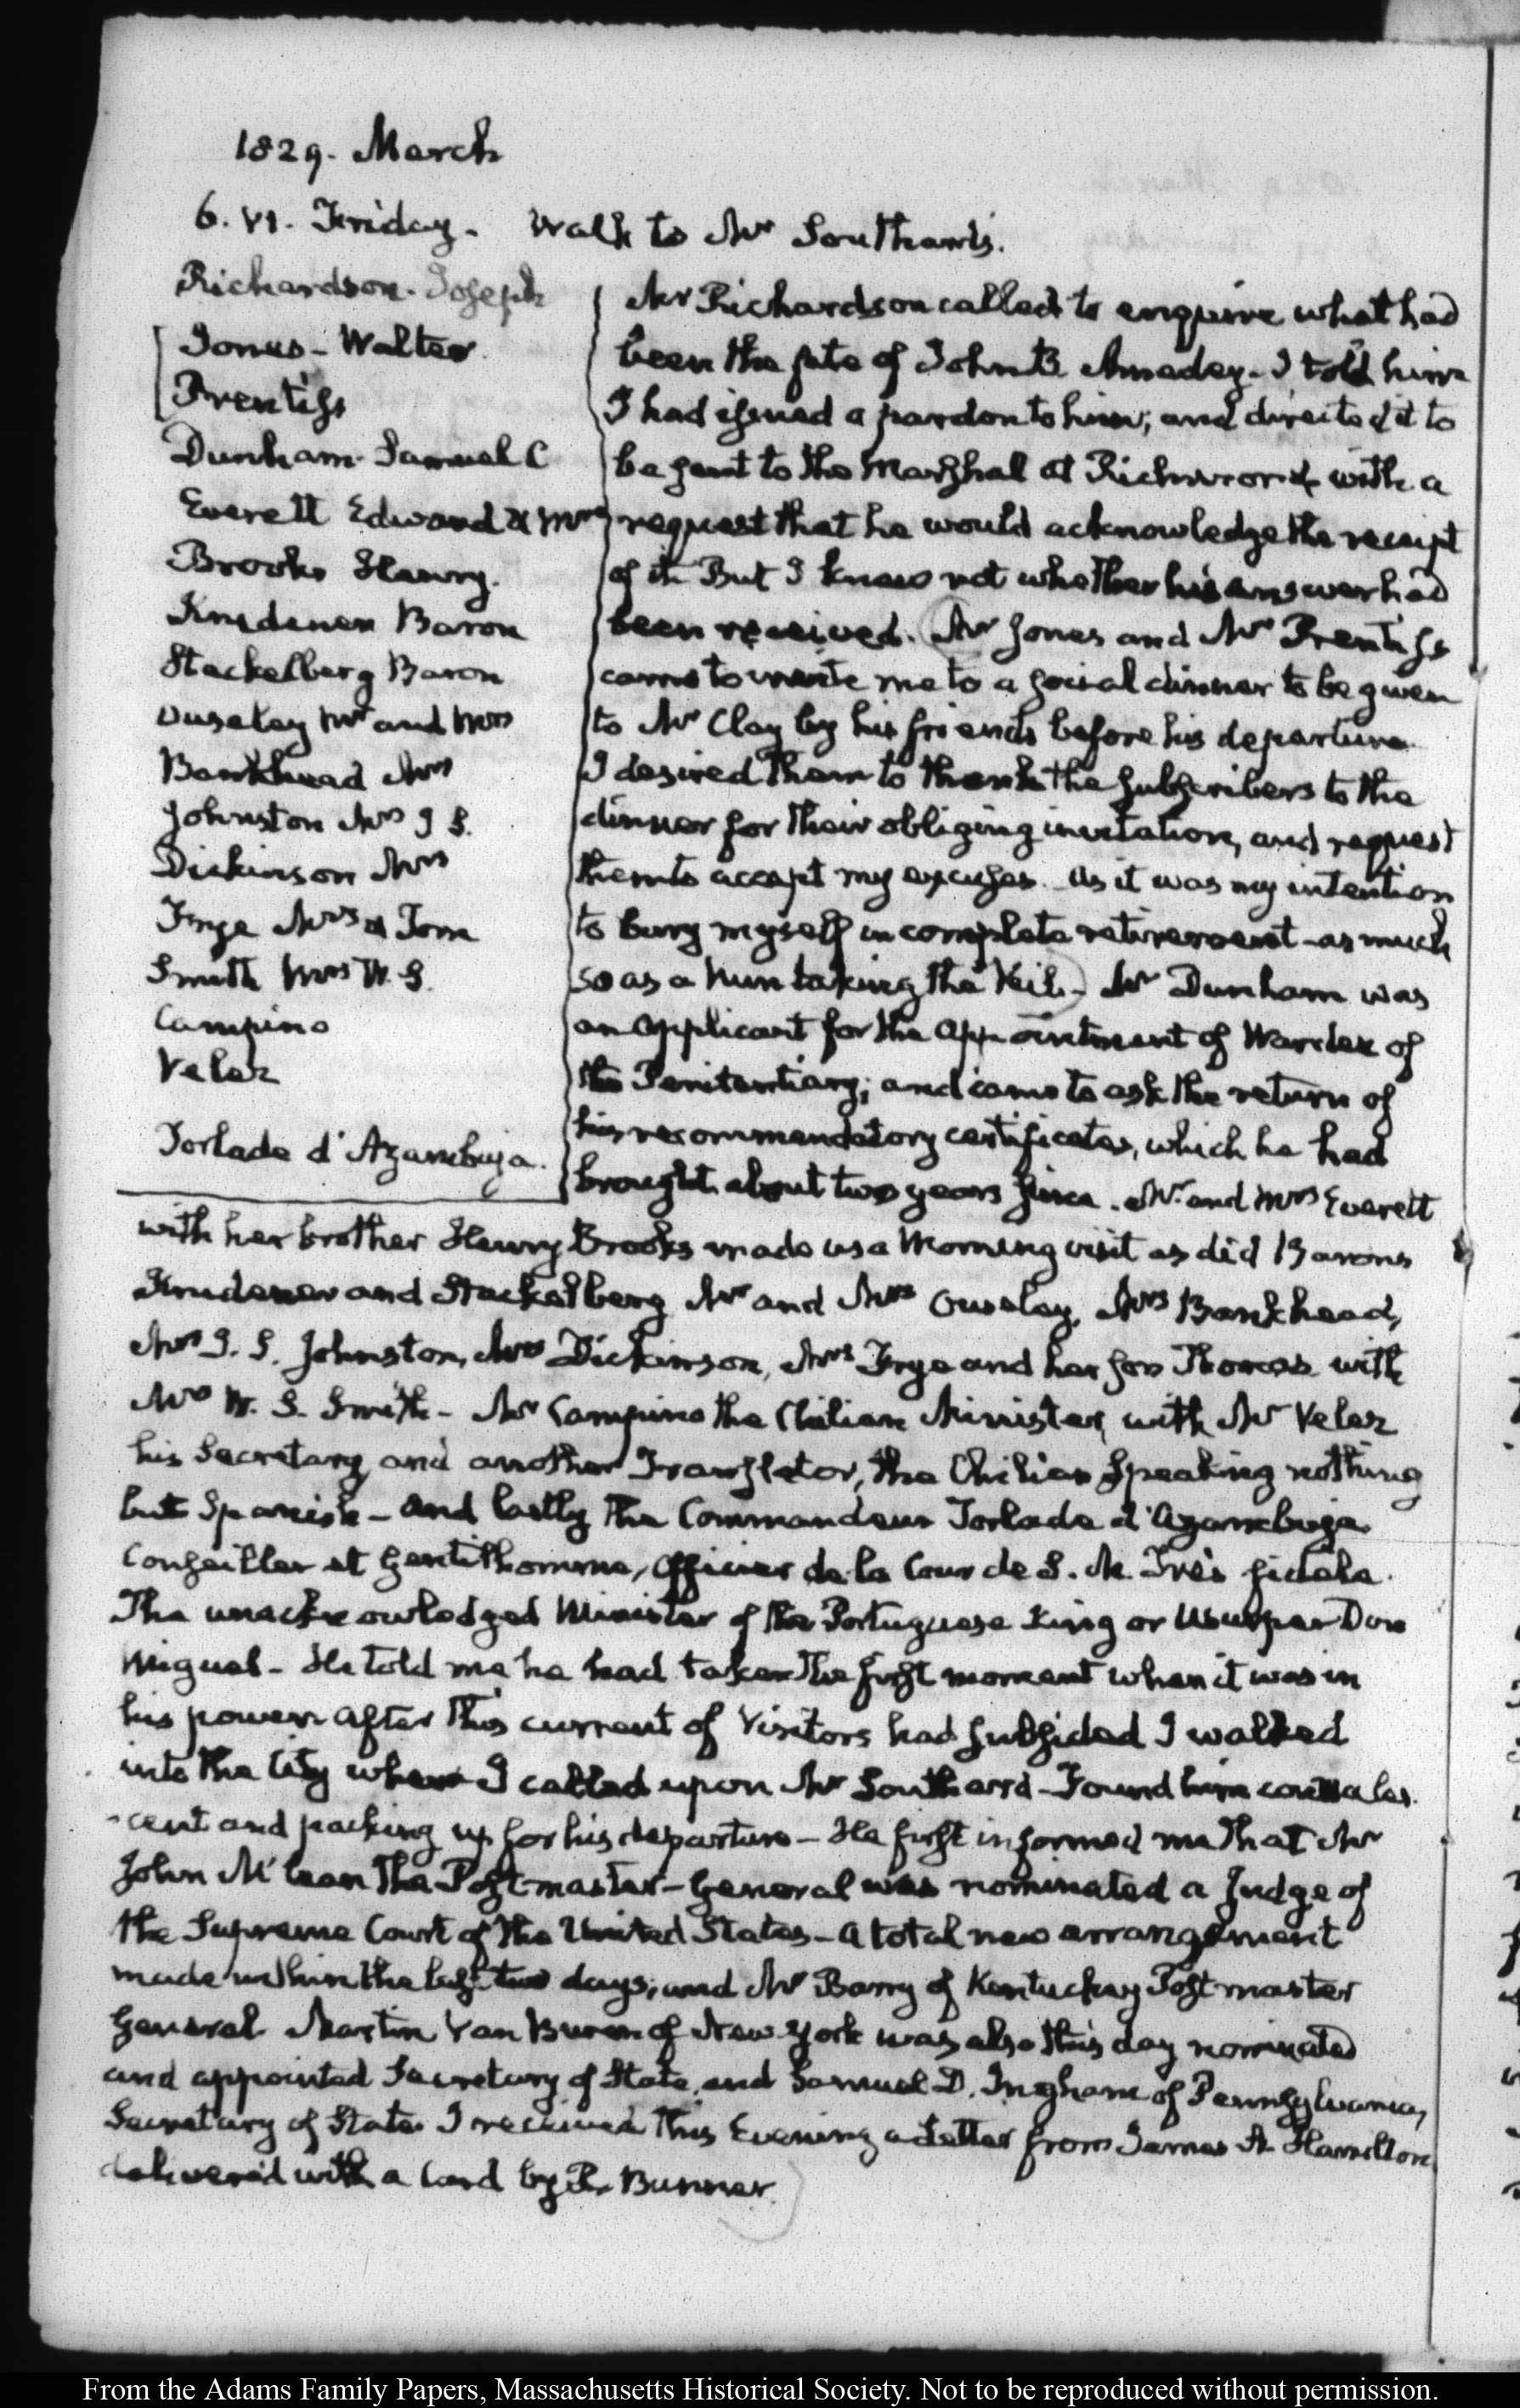 1829. March
6. VI. Friday. Walk to Mr Southard's.
Richardson. Joseph
Jones - Walter
Prentiss
Dunham. Samuel C
Everett Edward & Mrs
Brooks Henry.
Krudener Baron
Stackelberg Baron
Ouseley Mr and Mrs
Bankhead Mrs
Johnston Mrs J S.
Dickinson Mrs
Inge Mrs & Tom
Smith Mrs W. S.
Campino
Velez
Torlade d'Azambuja.
Mr Richardson called to enquire what had
been the fate of John B. Amadey - I told him
I had issued a pardon to him; and directed it to
be sent to the Marshal at Richmond with a
request that he would acknowledge the receipt
of it. But I knew not whether his answer had
been received. Mr Jones and Mr Prentiss
came to invite me to a social dinner to be given
to Mr Clay by his friends before his departure.
I desired them to thank the subscribers to the
dinner for their obliging invitation, and request
them to accept my excuses. As it was my intention
to bury myself in complete retirement - as much
so as a Nun taking the Veil - Mr Dunham was
an applicant for the appointment of Warden of
the Penitentiary; and came to ask the return of
his recommendatory certificates, which he had
brought about two years since. Mr. and Mrs Everett
with her brother Henry Brooks made us a Morning visit as did Barons
Krudener and Stackelberg Mr and Mrs Ouseley, Mrs Bankhead,
Mrs J. S. Johnston, Mrs Dickinson, Mrs Inge and her son Thomas with
Mrs W. S. Smith - Mr Campino the Chilian Minister, with Mr Velez
his Secretary and another Translator, the Chilian speaking nothing
but Spanish - and lastly the Commandeur Torlade d'Azambuja
Conseiller et Gentilhomme, Officier de la Cour de S. M. Très fidèle.
The unacknowledged Minister of the Portuguese King or Usurper Don
Miguel - He told me he had taken the first moment when it was in
his power. After this current of Visitors had subsided I walked
into the City where I called upon Mr Southard - Found him convales-
-cent and packing up for his departure - He first informed me that Mr
John McLean the Postmaster-General was nominated a Judge of
the Supreme Court of the United States - a total new arrangement
made within the last two days; and Mr Barry of Kentucky Postmaster
General. Martin Van Buren of New-York was also this day nominated
and appointed Secretary of State, and Samuel D. Ingham of Pennsylvania,
Secretary of State. I received this Evening a Letter from James A. Hamilton
delivered with a Card by R. Bunner.
From the Adams Family Papers, Massachusetts Historical Society. Not to be reproduced without permission.